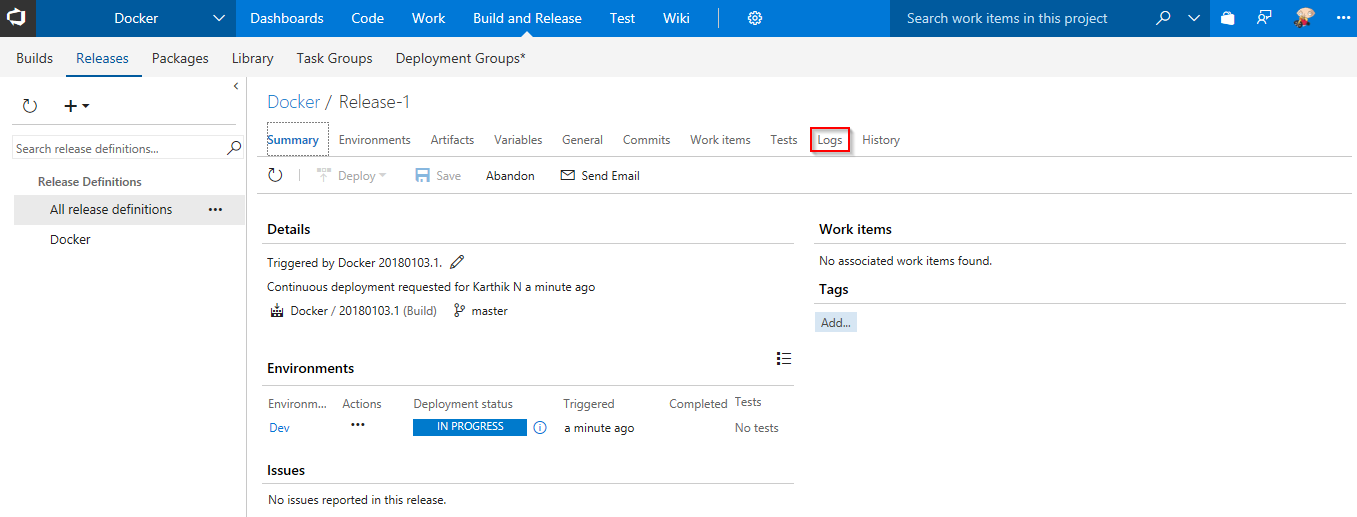 Docker Dashboards Code Work Build and Release Test Wiki Search work items in this project
Builds Releases Packages Library Task Groups Deployment Groups*
Search release definitions...
Release Definitions
All release definitions
Docker
Docker / Release-1
Summary Environments Artifacts Variables General Commits Work items Tests Logs History
Deploy Save Abandon Send Email
Details
Triggered by Docker 20180103.1.
Continuous deployment requested for Karthik N a minute ago
Docker / 20180103.1 (Build) master
Environments
Environm... Actions Deployment status Triggered Completed Tests
Dev IN PROGRESS a minute ago No tests
Issues
No issues reported in this release.
Work items
No associated work items found.
Tags
Add...